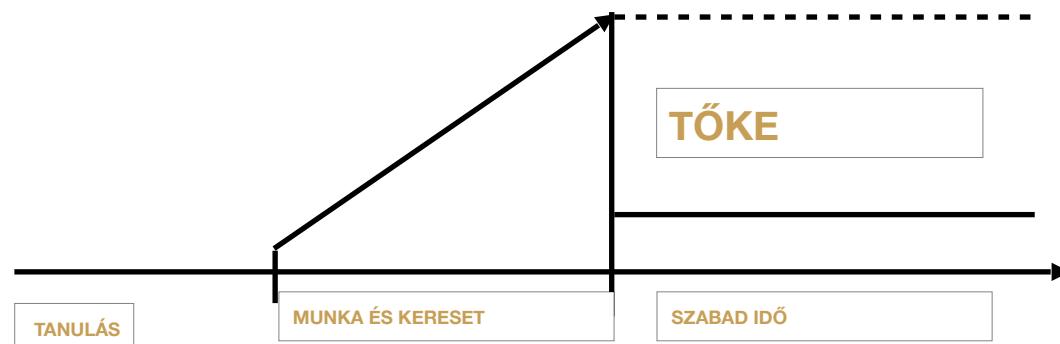 TŐKE
TANULÁS
MUNKA ÉS KERESET
SZABAD IDŐ